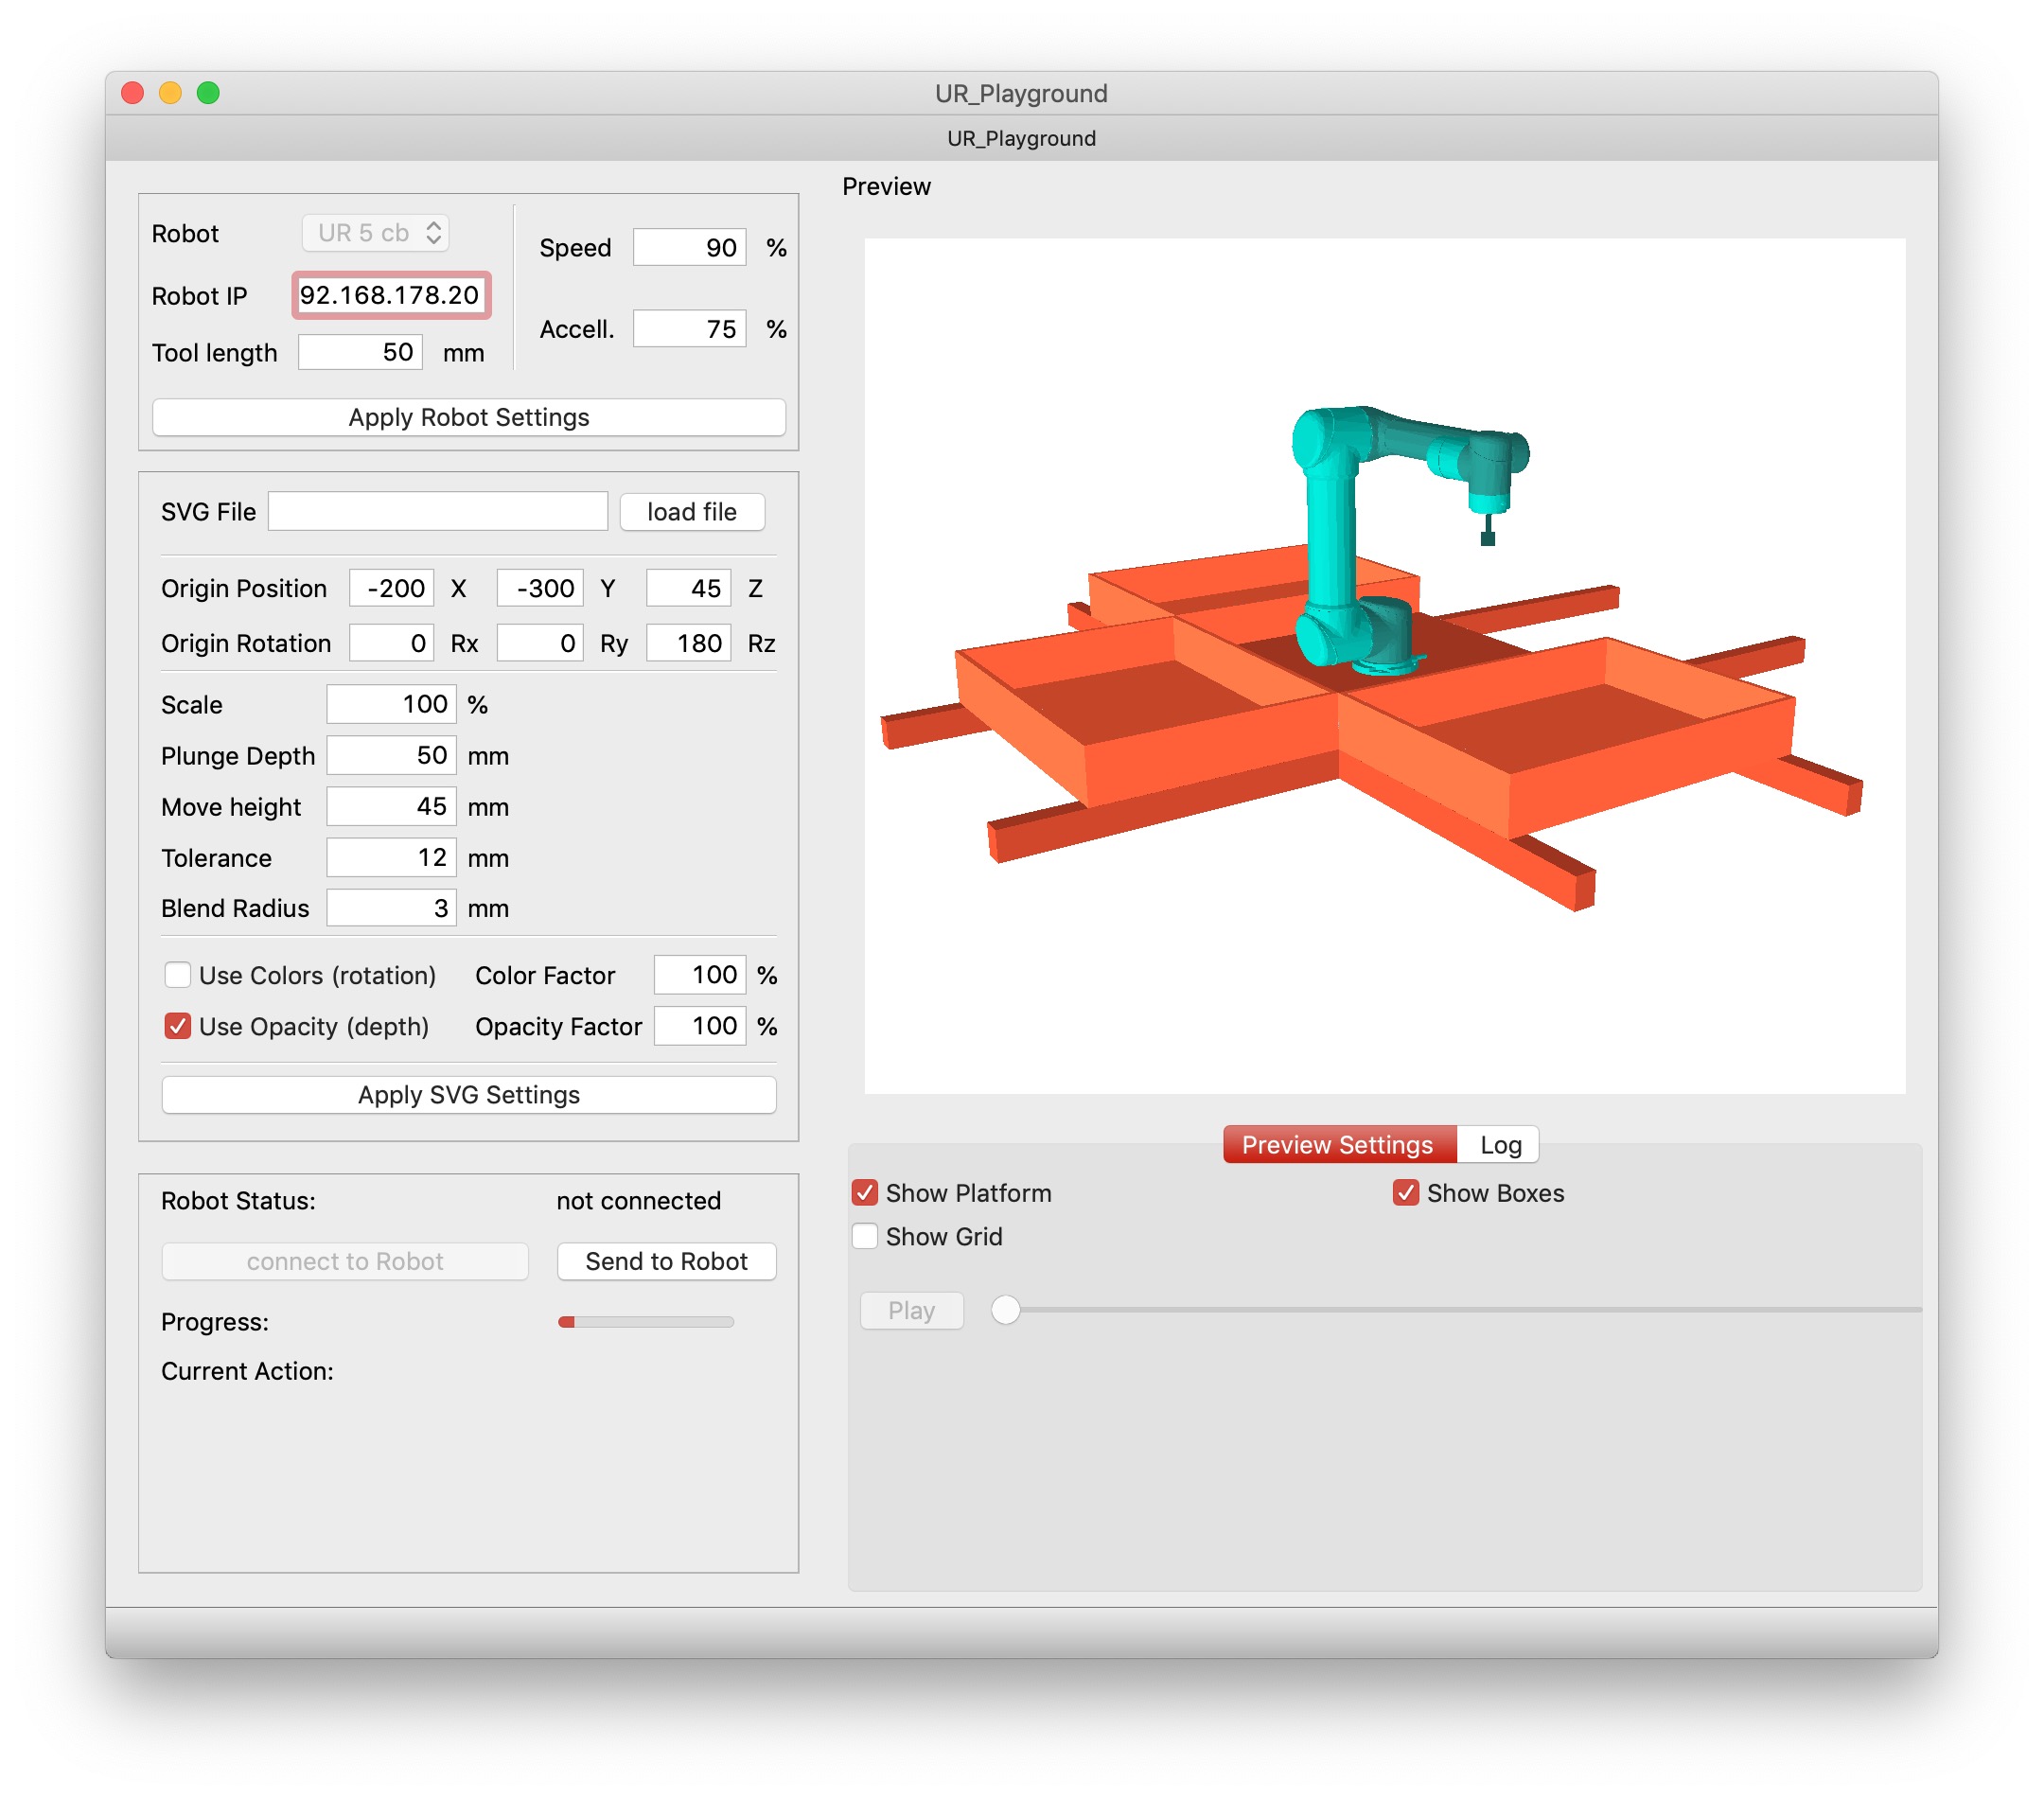 UR_Playground
UR_Playground
Robot
UR 5 cb
Robot IP
92.168.178.20
Tool length 50 mm
Speed 90 %
Accell. 75 %
Apply Robot Settings
SVG File
load file
Origin Position -200 X -300 Y 45 Z
Origin Rotation 0 Rx 0 Ry 180 Rz
Scale 100 %
Plunge Depth 50 mm
Move height 45 mm
Tolerance 12 mm
Blend Radius 3 mm
Use Colors (rotation) Color Factor 100 %
Use Opacity (depth) Opacity Factor 100 %
Apply SVG Settings
Robot Status: not connected
connect to Robot Send to Robot
Progress:
Current Action:
Preview
Preview Settings Log
Show Platform Show Boxes
Show Grid
Play